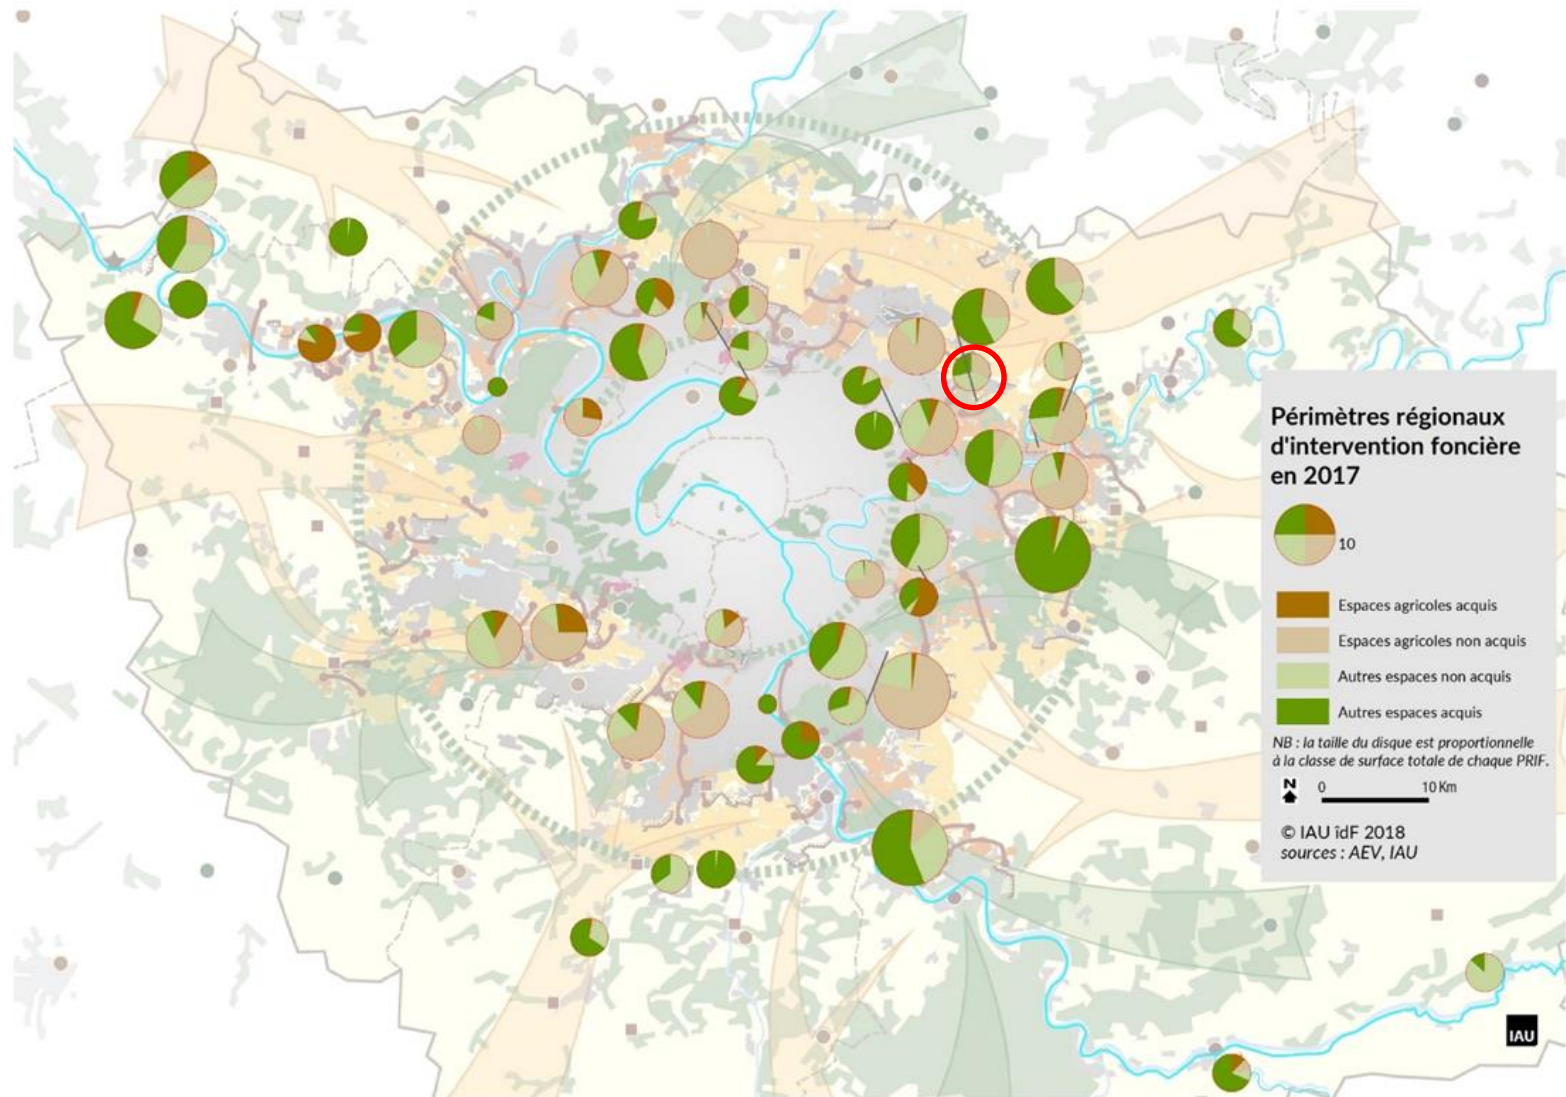 Périmètres régionaux
d'intervention foncière
en 2017
10
Espaces agricoles acquis
Espaces agricoles non acquis
Autres espaces non acquis
Autres espaces acquis
NB : la taille du disque est proportionnelle
à la classe de surface totale de chaque PRIF.
N
0 10 Km
© IAU îdF 2018
sources : AEV, IAU
IAU